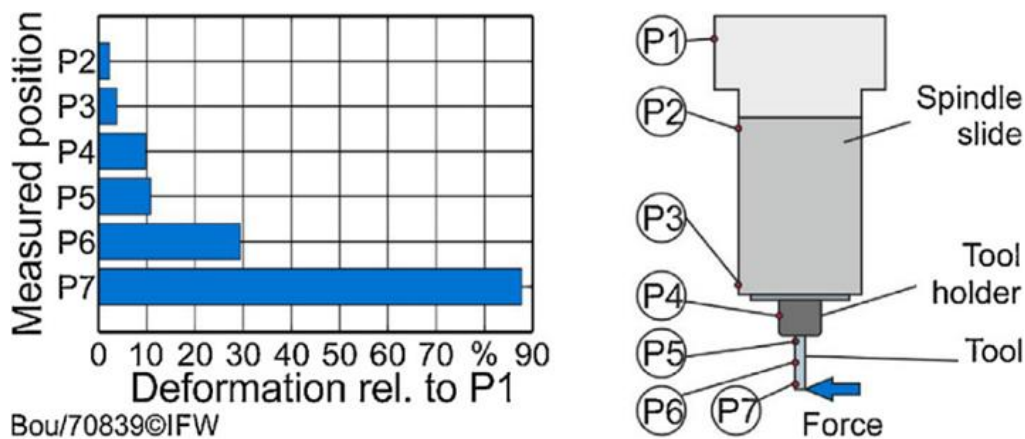 Measured position
P2
P3
P4
P5
P6
P7
0 10 20 30 40 50 60 70 % 90
Deformation rel. to P1
Bou/70839©IFW
P1
P2
P3
P4
P5
P6
P7
Spindle
slide
Tool
holder
Tool
Force